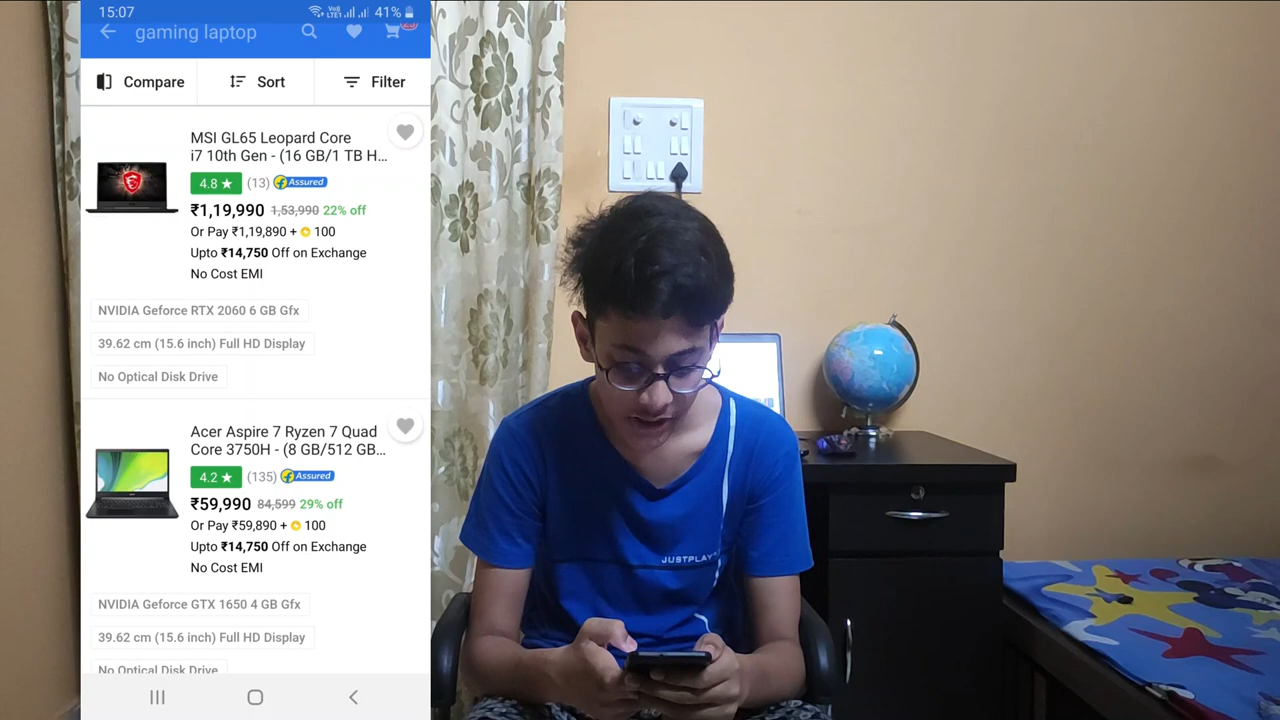 15:07
VoLTE1
41%
gaming laptop
Compare
Sort
Filter
MSI GL65 Leopard Core
i7 10th Gen - (16 GB/1 TB H...
4.8 ★
(13)
Assured
₹1,19,990
1,53,990
22% off
Or Pay ₹1,19,890 + 100
Upto ₹14,750 Off on Exchange
No Cost EMI
NVIDIA Geforce RTX 2060 6 GB Gfx
39.62 cm (15.6 inch) Full HD Display
No Optical Disk Drive
Acer Aspire 7 Ryzen 7 Quad
Core 3750H - (8 GB/512 GB...
4.2 ★
(135)
Assured
₹59,990
84,599
29% off
Or Pay ₹59,890 + 100
Upto ₹14,750 Off on Exchange
No Cost EMI
NVIDIA Geforce GTX 1650 4 GB Gfx
39.62 cm (15.6 inch) Full HD Display
No Optical Disk Drive
JUSTPLAY